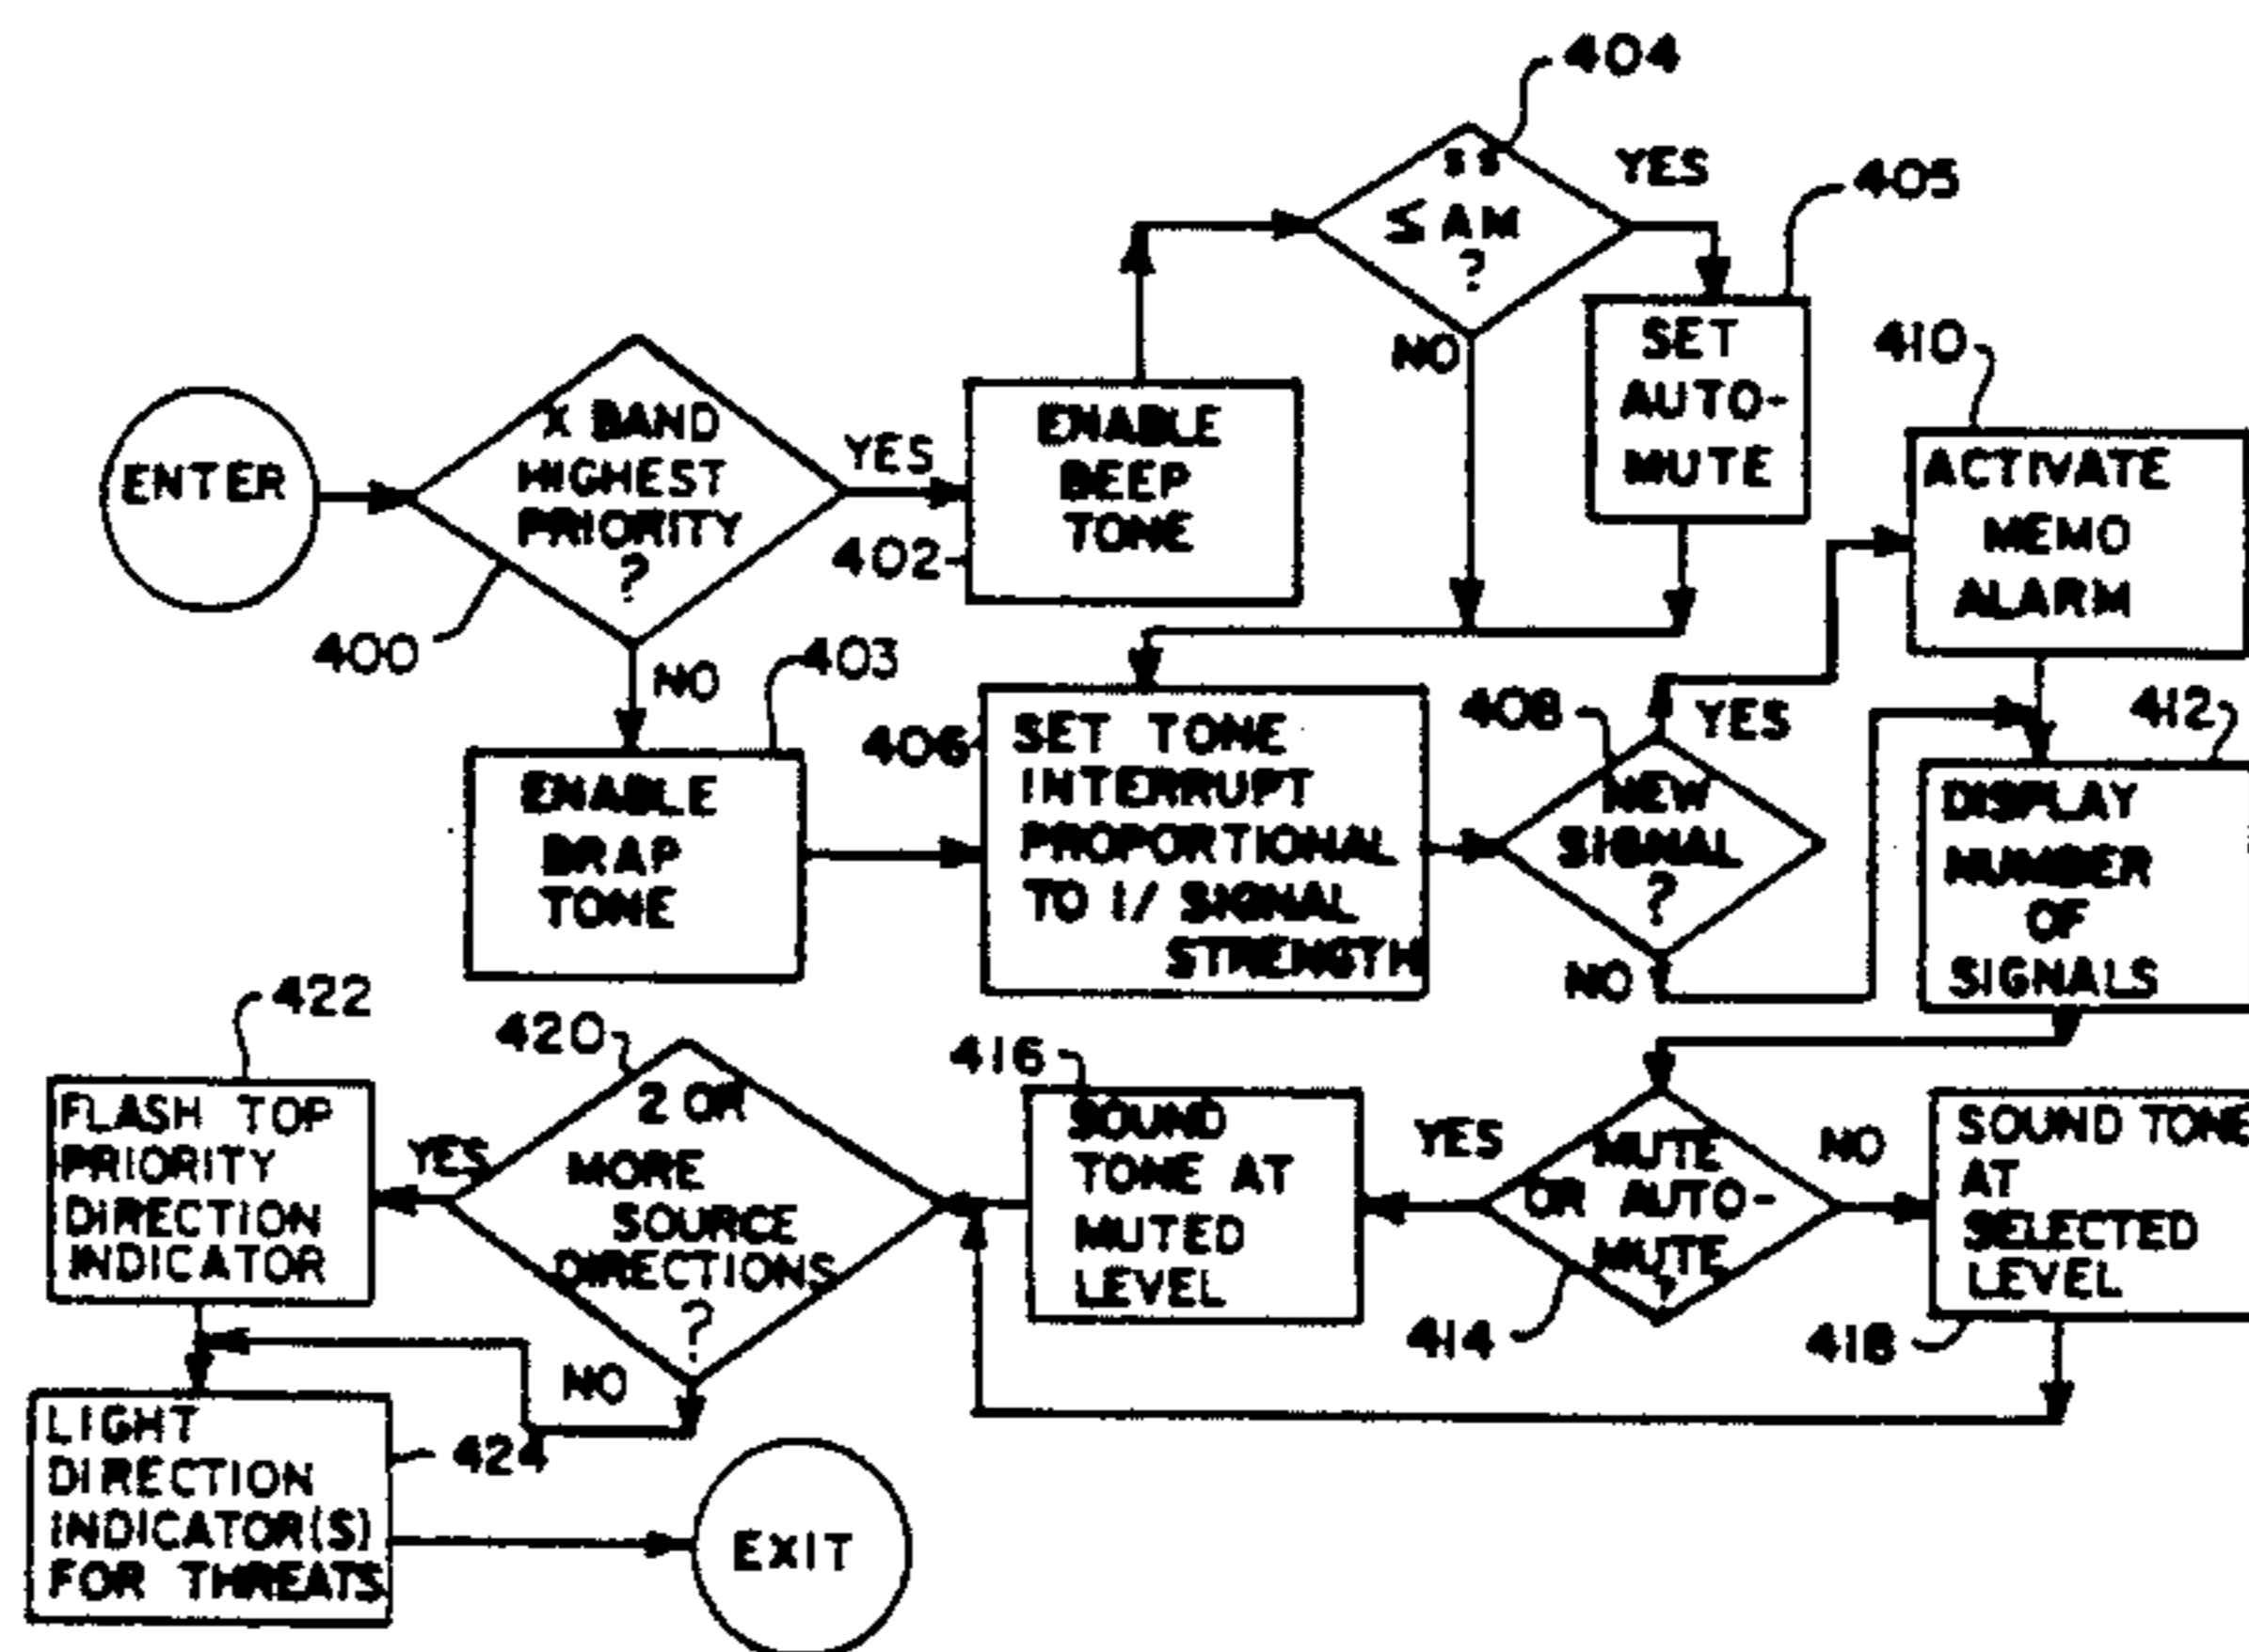 404
SS
≤ AM
?
YES
405
NO
SET
AUTO-
MUTE
ENTER
X BAND
HIGHEST
PRIORITY
?
YES
400
NO
402
ENABLE
BEEP
TONE
410
ACTIVATE
MEMO
ALARM
403
ENABLE
BRAP
TONE
406
SET TONE
INTERRUPT
PROPORTIONAL
TO 1/ SIGNAL
STRENGTH
408
YES
NEW
SIGNAL
?
NO
412
DISPLAY
NUMBER
OF
SIGNALS
422
FLASH TOP
PRIORITY
DIRECTION
INDICATOR
YES
420
2 OR
MORE
SOURCE
DIRECTIONS
?
NO
416
SOUND
TONE AT
MUTED
LEVEL
YES
MUTE
OR AUTO-
MUTE
?
414
NO
SOUND TONE
AT
SELECTED
LEVEL
418
LIGHT
DIRECTION
INDICATOR(S)
FOR THREATS
424
EXIT